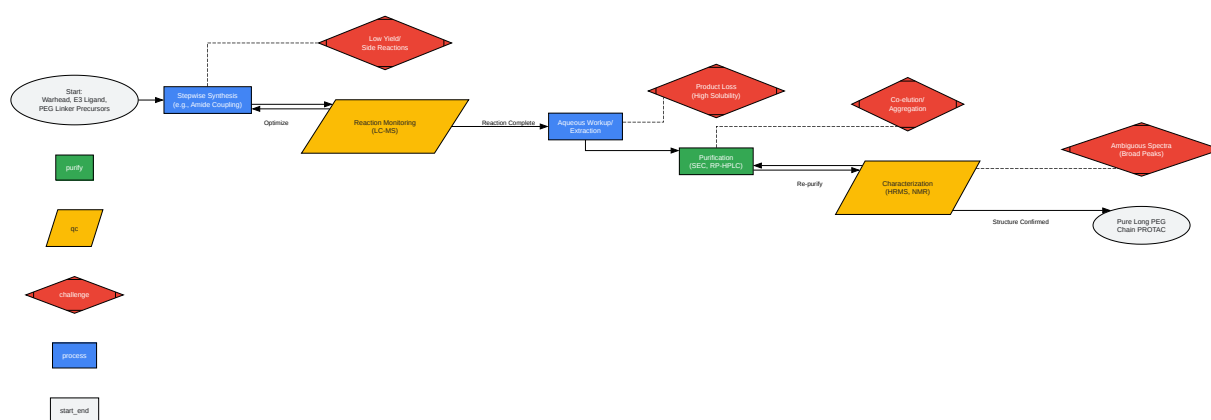 Low Yield/
Side Reactions
Start:
Warhead, E3 Ligand,
PEG Linker Precursors
Stepwise Synthesis
(e.g., Amide Coupling)
Optimize
Reaction Monitoring
(LC-MS)
Reaction Complete
Aqueous Workup/
Extraction
Product Loss
(High Solubility)
Co-elution/
Aggregation
Purification
(SEC, RP-HPLC)
Re-purify
Characterization
(HRMS, NMR)
Ambiguous Spectra
(Broad Peaks)
Structure Confirmed
Pure Long PEG
Chain PROTAC
purify
qc
challenge
process
start_end